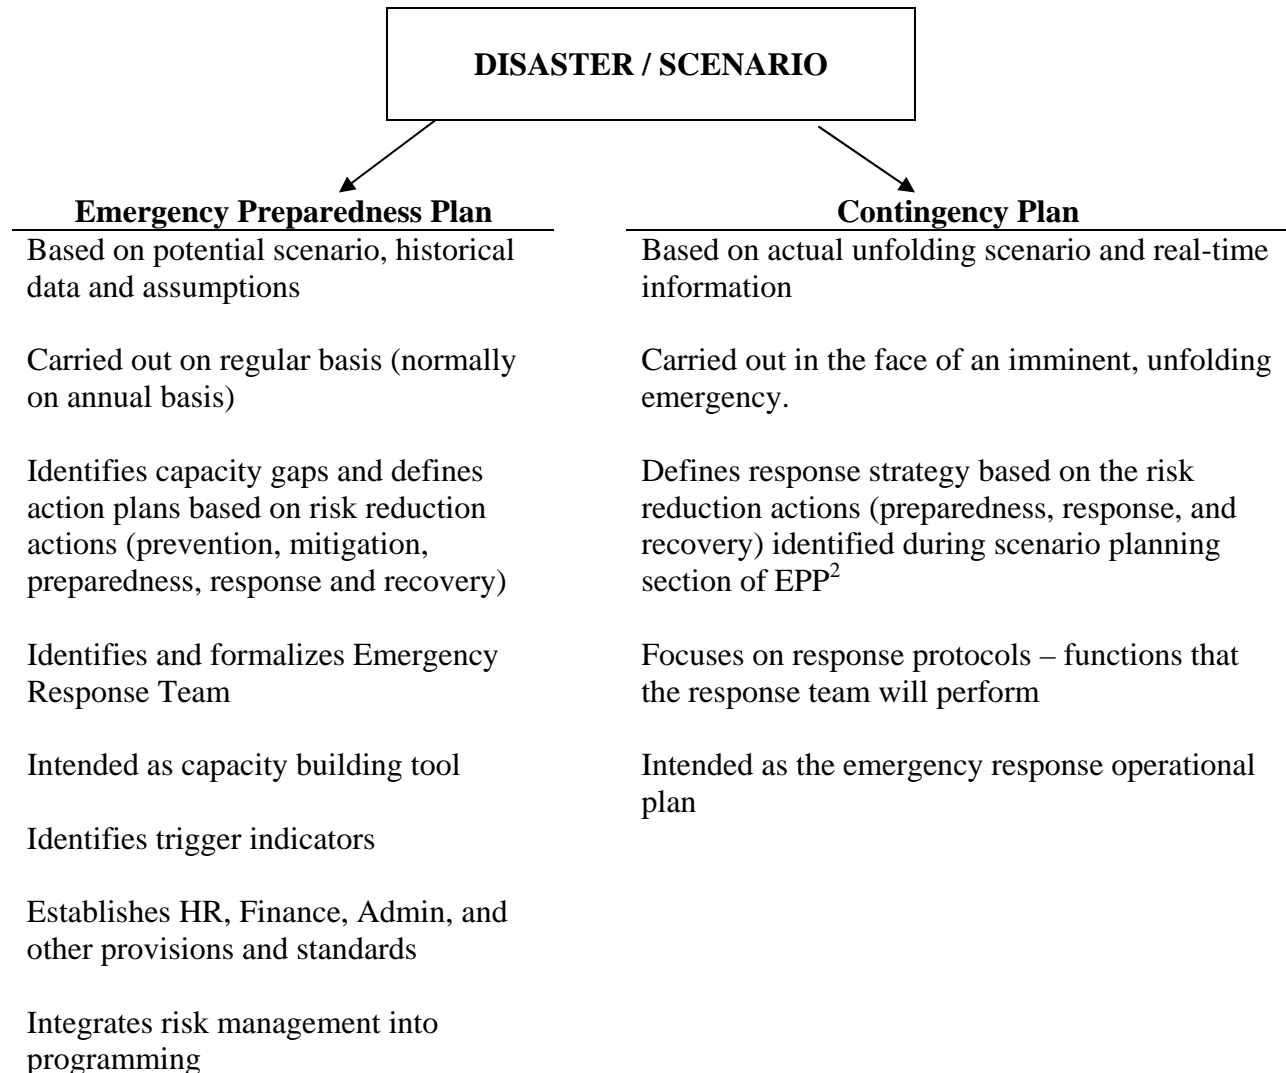 DISASTER / SCENARIO
Emergency Preparedness Plan
Based on potential scenario, historical
data and assumptions
Carried out on regular basis (normally
on annual basis)
Identifies capacity gaps and defines
action plans based on risk reduction
actions (prevention, mitigation,
preparedness, response and recovery)
Identifies and formalizes Emergency
Response Team
Intended as capacity building tool
Identifies trigger indicators
Establishes HR, Finance, Admin, and
other provisions and standards
Integrates risk management into
programming
Contingency Plan
Based on actual unfolding scenario and real-time
information
Carried out in the face of an imminent, unfolding
emergency.
Defines response strategy based on the risk
reduction actions (preparedness, response, and
recovery) identified during scenario planning
section of EPP²
Focuses on response protocols – functions that
the response team will perform
Intended as the emergency response operational
plan